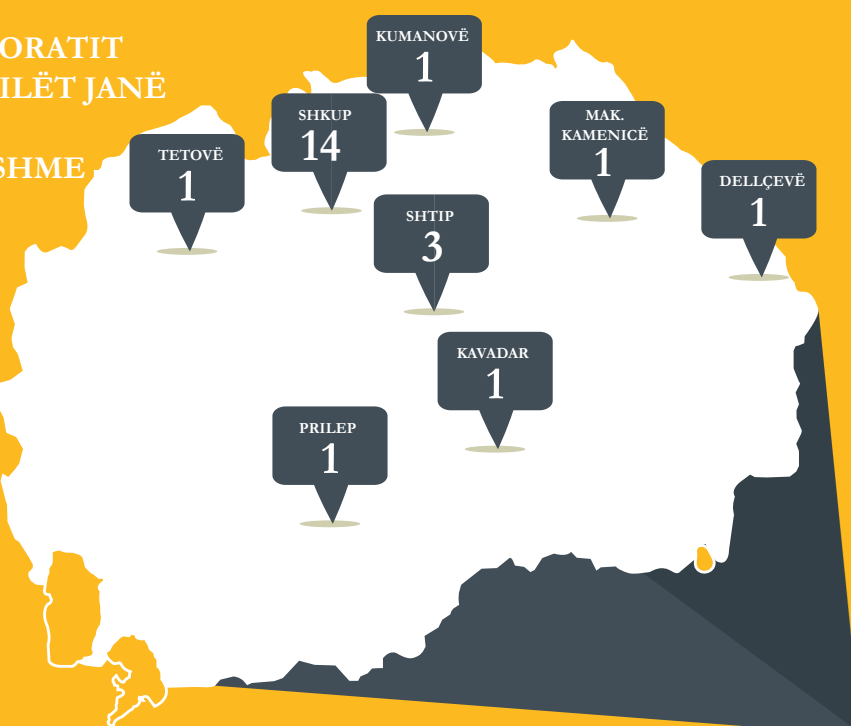 ORATIT
ILËT JANË
SHME
KUMANOVË
1
SHKUP
14
MAK.
KAMENICË
1
TETOVË
1
DELLÇEVË
1
SHTIP
3
KAVADAR
1
PRILEP
1